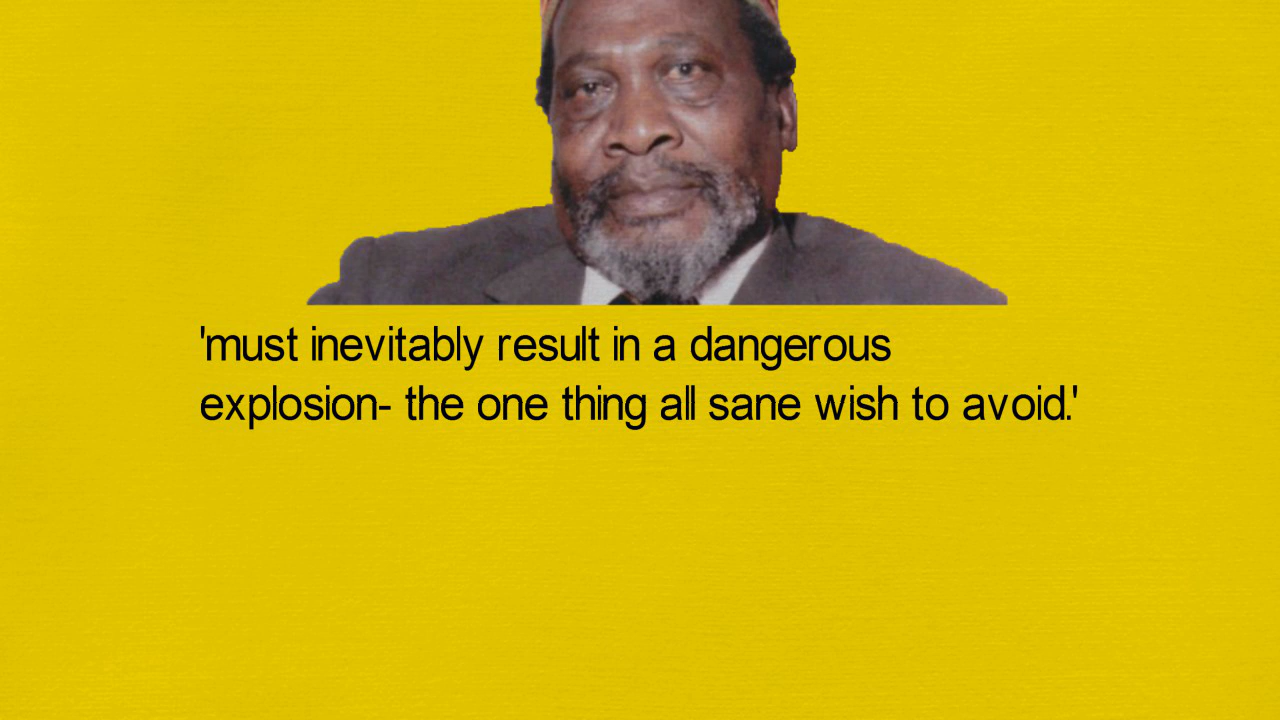 'must inevitably result in a dangerous
explosion- the one thing all sane wish to avoid.'